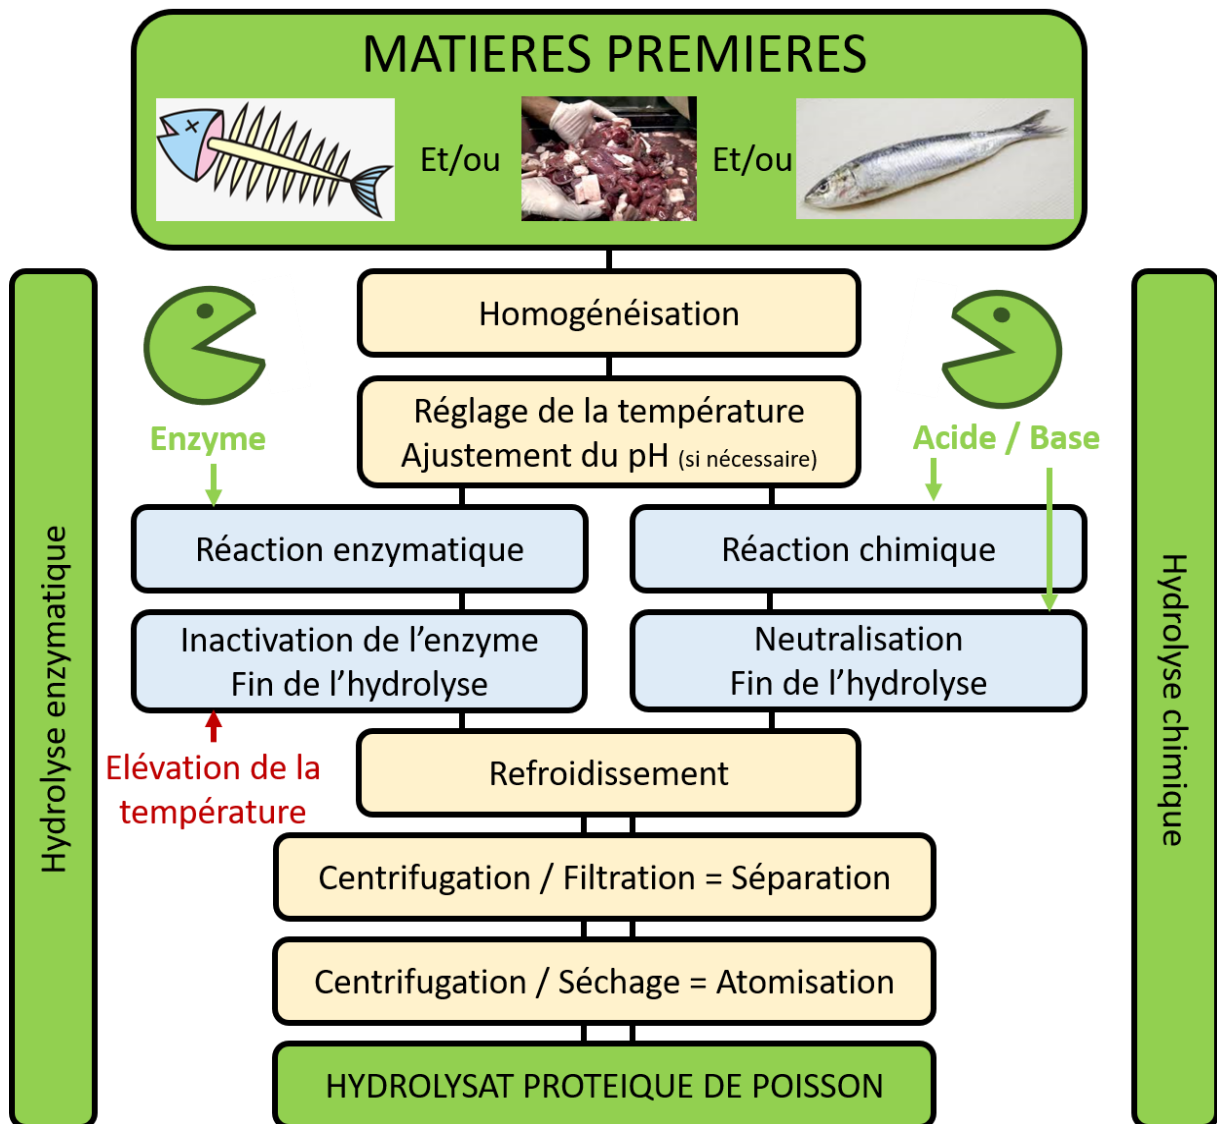 MATIERES PREMIERES
Et/ou
Et/ou
Homogénéisation
Réglage de la température
Ajustement du pH (si nécessaire)
Enzyme
Acide / Base
Réaction enzymatique
Réaction chimique
Inactivation de l’enzyme
Fin de l’hydrolyse
Neutralisation
Fin de l’hydrolyse
Elévation de la
température
Refroidissement
Centrifugation / Filtration = Séparation
Centrifugation / Séchage = Atomisation
HYDROLYSAT PROTEIQUE DE POISSON
Hydrolyse enzymatique
Hydrolyse chimique